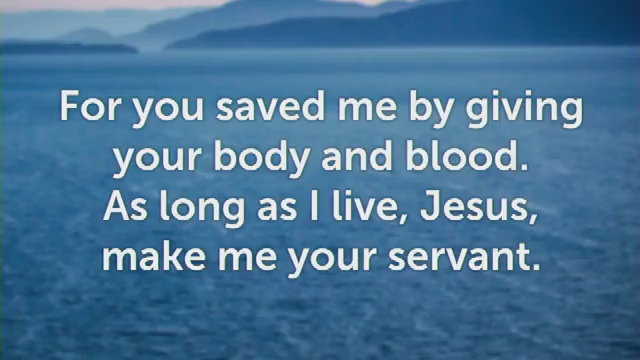 For you saved me by giving
your body and blood.
As long as I live, Jesus,
make me your servant.